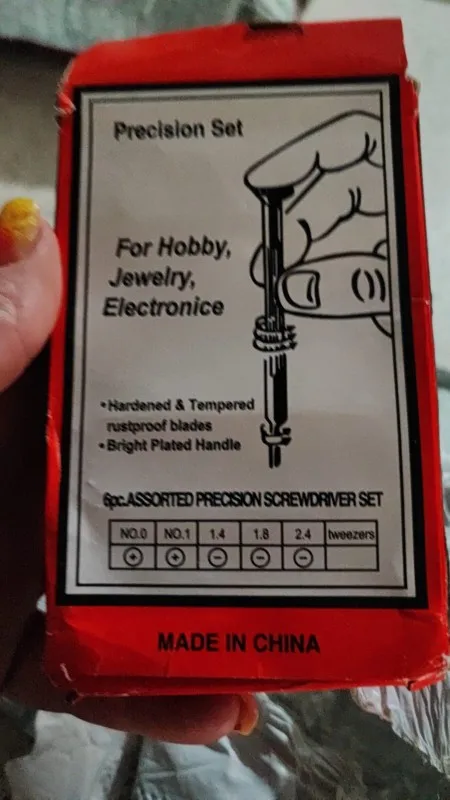 Precision Set
For Hobby,
Jewelry,
Electronice
• Hardened & Tempered
rustproof blades
• Bright Plated Handle
6pc.ASSORTED PRECISION SCREWDRIVER SET
NO.0 NO.1 1.4 1.8 2.4 tweezers
MADE IN CHINA